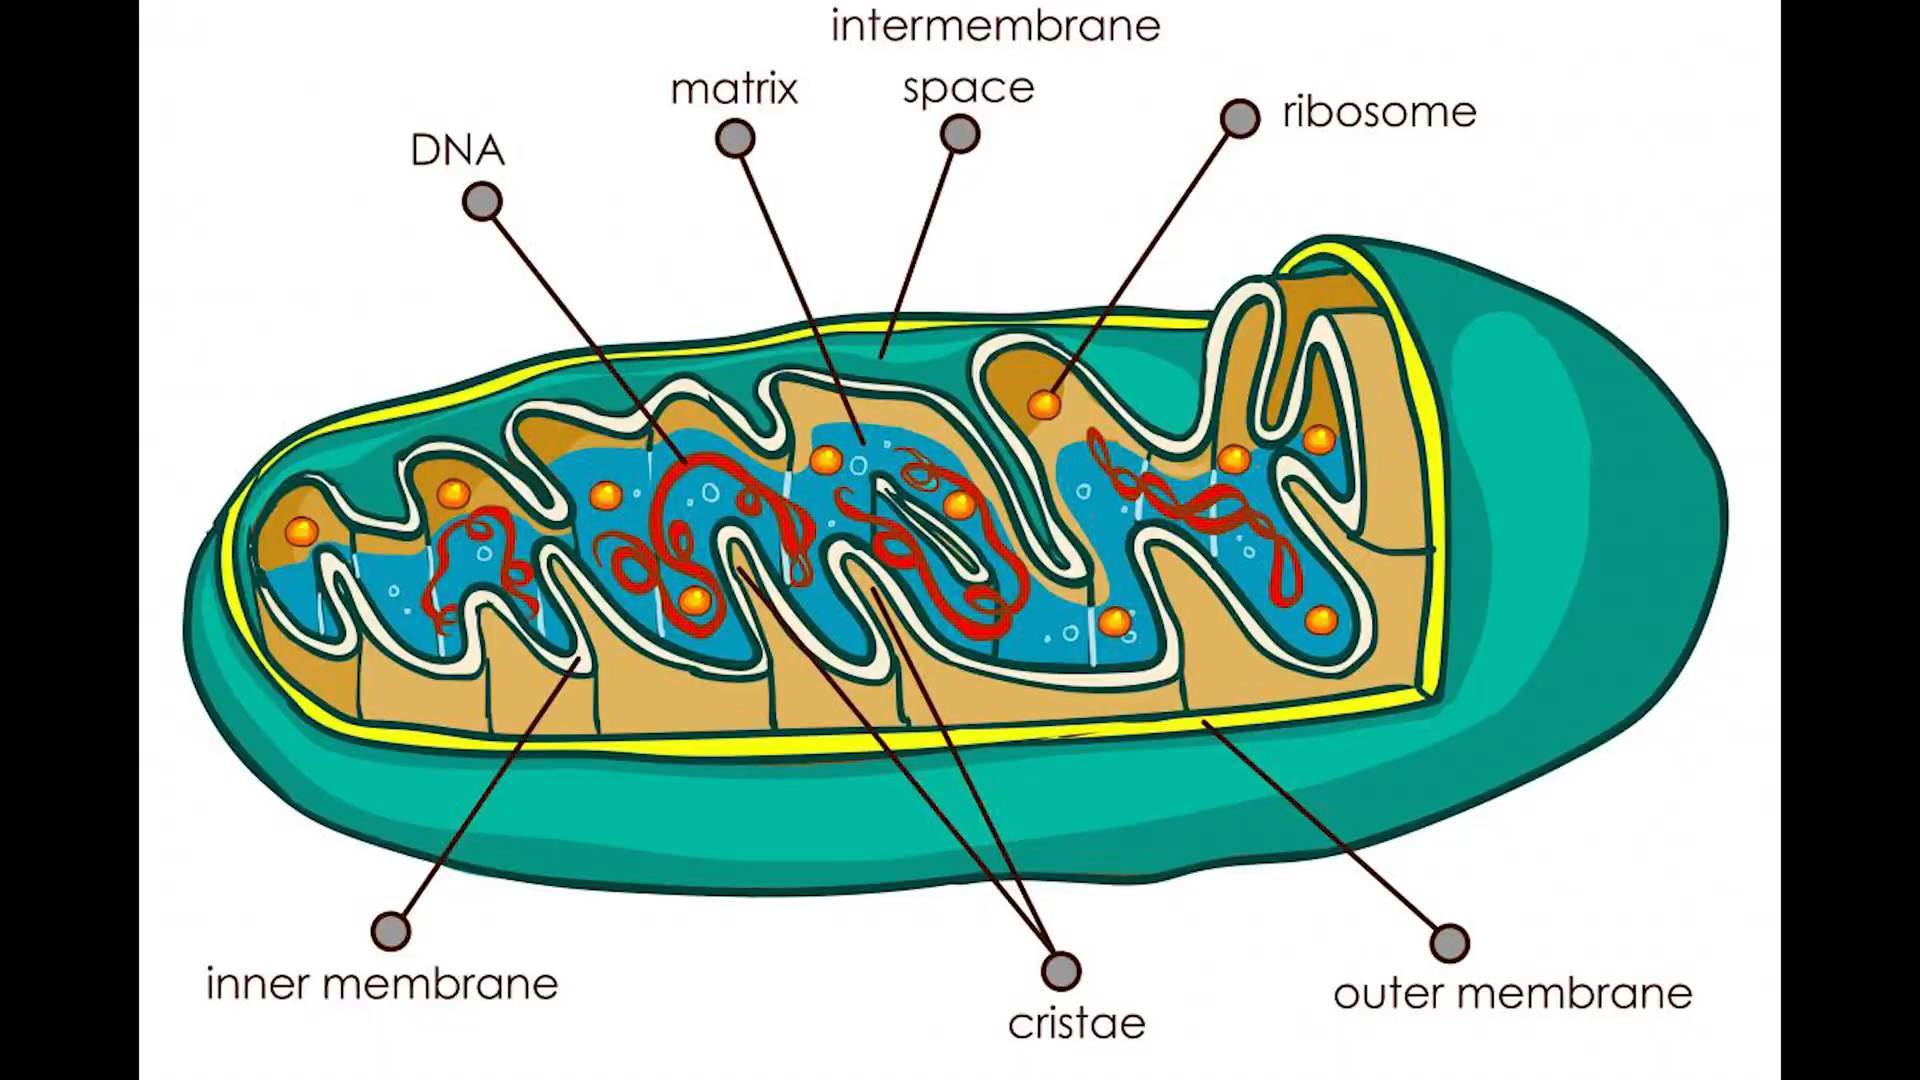 intermembrane
space
matrix
ribosome
DNA
inner membrane
outer membrane
cristae